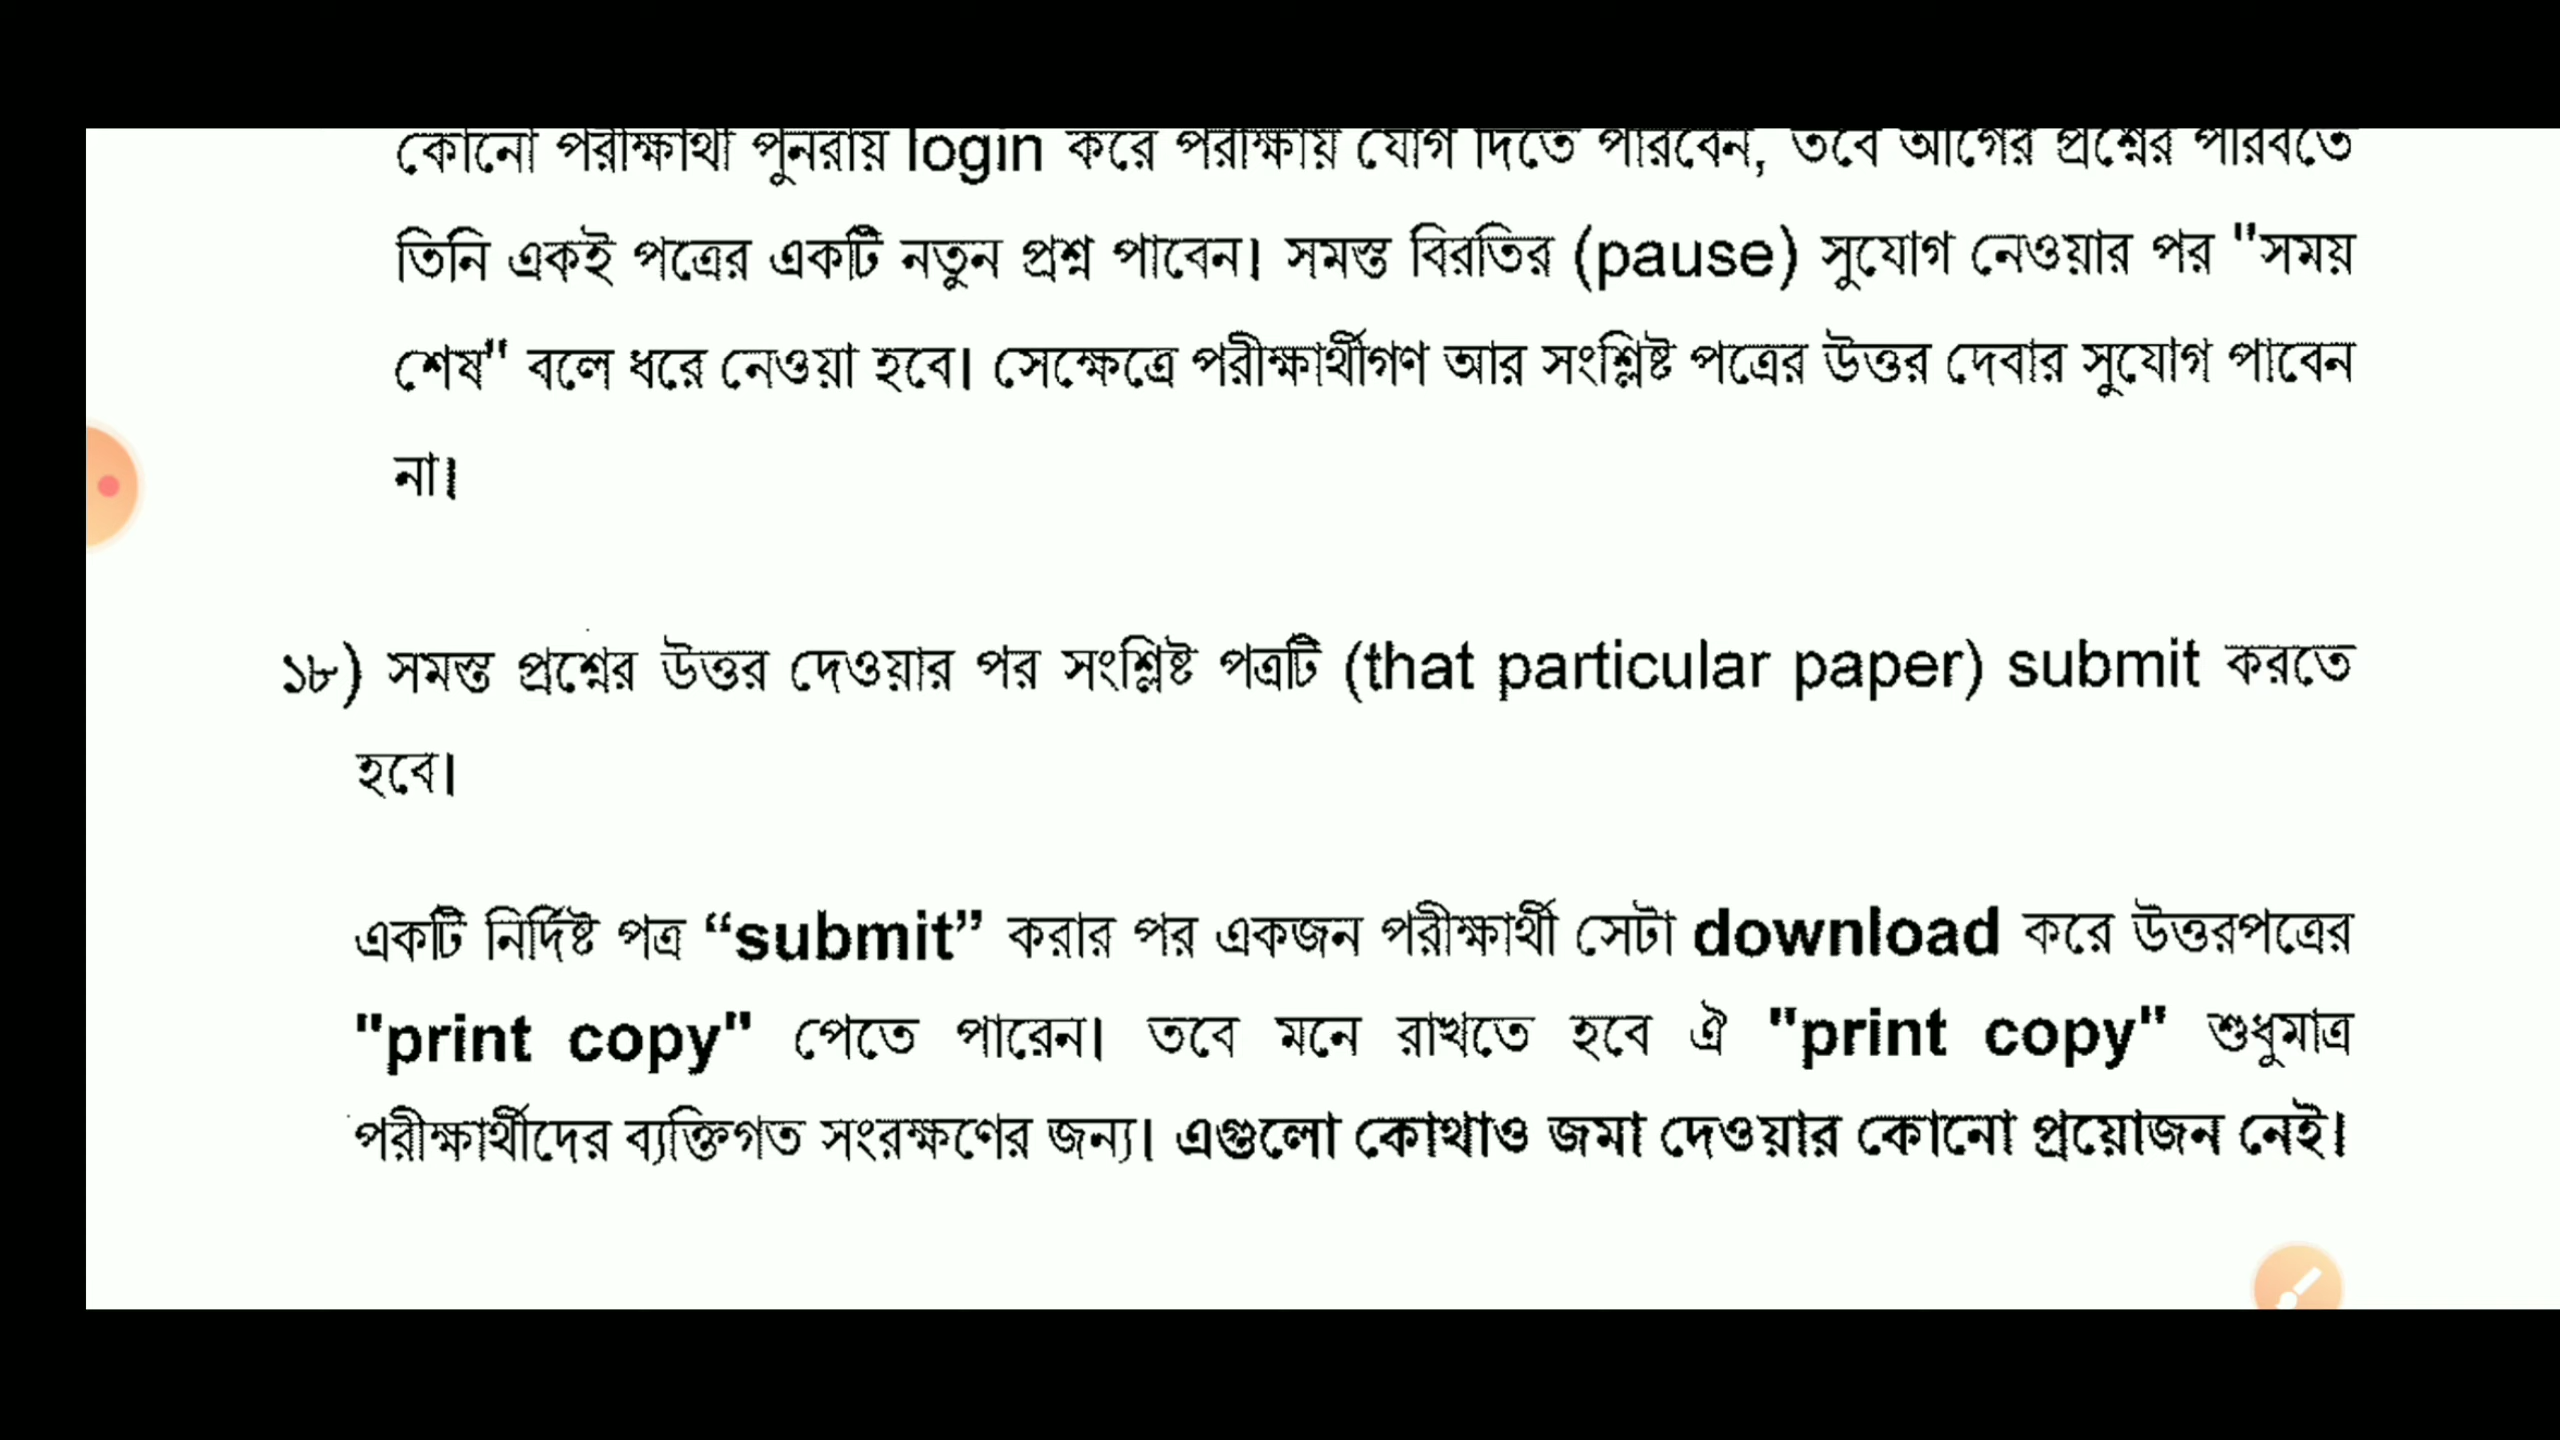 কোনো পরীক্ষার্থী পুনরায় login করে পরীক্ষায় যোগ দিতে পারবেন, তবে আগের প্রশ্নের পরিবর্তে
তিনি একই পত্রের একটি নতুন প্রশ্ন পাবেন। সমস্ত বিরতির (pause) সুযোগ নেওয়ার পর "সময়
শেষ" বলে ধরে নেওয়া হবে। সেক্ষেত্রে পরীক্ষার্থীগণ আর সংশ্লিষ্ট পত্রের উত্তর দেবার সুযোগ পাবেন
না।
১৮) সমস্ত প্রশ্নের উত্তর দেওয়ার পর সংশ্লিষ্ট পত্রটি (that particular paper) submit করতে
হবে।
একটি নির্দিষ্ট পত্র “submit” করার পর একজন পরীক্ষার্থী সেটা download করে উত্তরপত্রের
"print copy" পেতে পারেন। তবে মনে রাখতে হবে ঐ "print copy" শুধুমাত্র
পরীক্ষার্থীদের ব্যক্তিগত সংরক্ষণের জন্য। এগুলো কোথাও জমা দেওয়ার কোনো প্রয়োজন নেই।